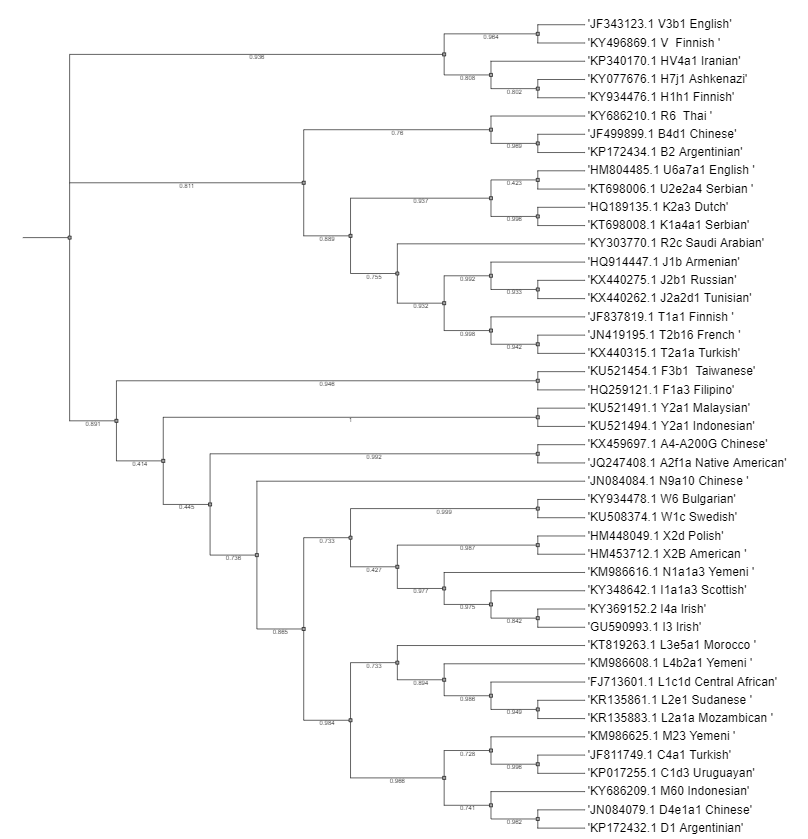 'JF343123.1 V3b1 English'
0.964
'KY496869.1 V  Finnish '
0.936
'KP340170.1 HV4a1 Iranian'
0.808
'KY077676.1 H7j1 Ashkenazi'
0.802
'KY934476.1 H1h1 Finnish'
'KY686210.1 R6  Thai '
0.76
'JF499899.1 B4d1 Chinese'
0.969
'KP172434.1 B2 Argentinian'
'HM804485.1 U6a7a1 English '
0.811
0.423
'KT698006.1 U2e2a4 Serbian '
0.937
'HQ189135.1 K2a3 Dutch'
0.998
'KT698008.1 K1a4a1 Serbian'
0.889
'KY303770.1 R2c Saudi Arabian'
'HQ914447.1 J1b Armenian'
0.755
0.992
'KX440275.1 J2b1 Russian'
0.933
'KX440262.1 J2a2d1 Tunisian'
0.932
'JF837819.1 T1a1 Finnish '
0.998
'JN419195.1 T2b16 French '
0.942
'KX440315.1 T2a1a Turkish'
'KU521454.1 F3b1  Taiwanese'
0.946
'HQ259121.1 F1a3 Filipino'
'KU521491.1 Y2a1 Malaysian'
0.891
1
'KU521494.1 Y2a1 Indonesian'
'KX459697.1 A4-A200G Chinese'
0.992
0.414
'JQ247408.1 A2f1a Native American'
'JN084084.1 N9a10 Chinese '
'KY934478.1 W6 Bulgarian'
0.445
0.999
'KU508374.1 W1c Swedish'
'HM448049.1 X2d Polish'
0.733
0.987
'HM453712.1 X2B American '
0.738
0.427
'KM986616.1 N1a1a3 Yemeni '
0.977
'KY348642.1 I1a1a3 Scottish'
0.975
'KY369152.2 I4a Irish'
0.842
'GU590993.1 I3 Irish'
0.865
'KT819263.1 L3e5a1 Morocco '
0.733
'KM986608.1 L4b2a1 Yemeni '
0.894
'FJ713601.1 L1c1d Central African'
0.986
'KR135861.1 L2e1 Sudanese '
0.949
'KR135883.1 L2a1a Mozambican '
0.984
'KM986625.1 M23 Yemeni '
0.728
'JF811749.1 C4a1 Turkish'
0.998
'KP017255.1 C1d3 Uruguayan'
0.966
'KY686209.1 M60 Indonesian'
0.741
'JN084079.1 D4e1a1 Chinese'
0.962
'KP172432.1 D1 Argentinian'